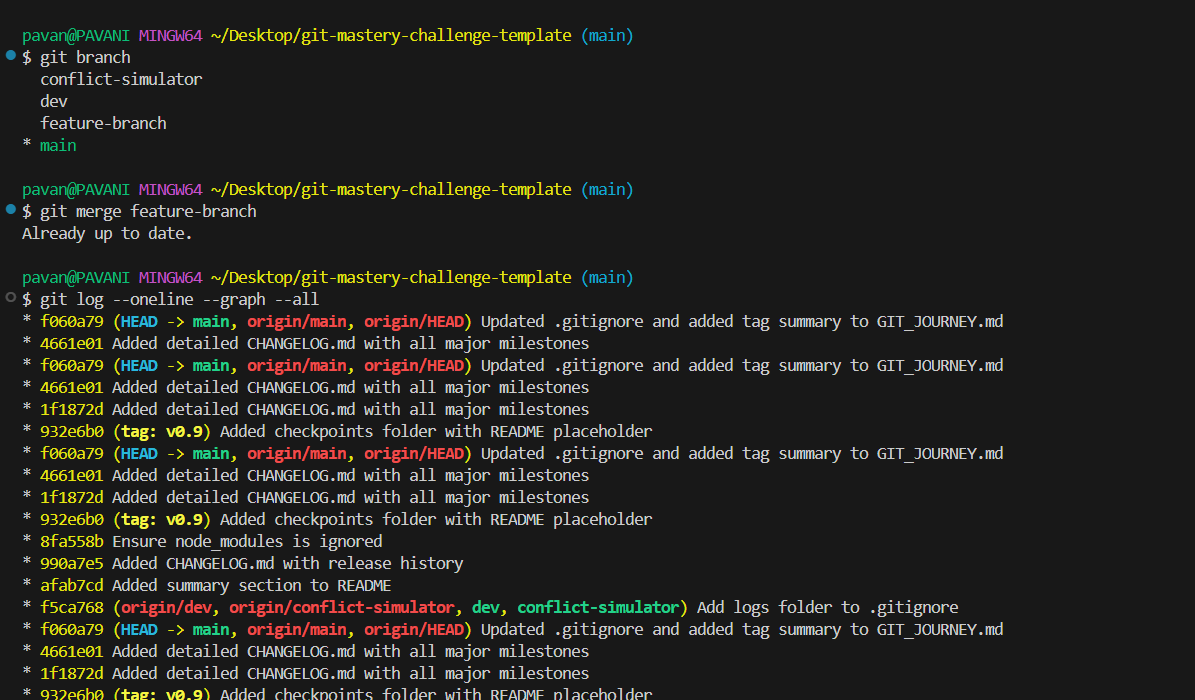 pavan@PAVANI MINGW64 ~/Desktop/git-mastery-challenge-template (main)
$ git branch
conflict-simulator
dev
feature-branch
* main
pavan@PAVANI MINGW64 ~/Desktop/git-mastery-challenge-template (main)
$ git merge feature-branch
Already up to date.
pavan@PAVANI MINGW64 ~/Desktop/git-mastery-challenge-template (main)
$ git log --oneline --graph --all
* f060a79 (HEAD -> main, origin/main, origin/HEAD) Updated .gitignore and added tag summary to GIT_JOURNEY.md
* 4661e01 Added detailed CHANGELOG.md with all major milestones
* f060a79 (HEAD -> main, origin/main, origin/HEAD) Updated .gitignore and added tag summary to GIT_JOURNEY.md
* 4661e01 Added detailed CHANGELOG.md with all major milestones
* 1f1872d Added detailed CHANGELOG.md with all major milestones
* 932e6b0 (tag: v0.9) Added checkpoints folder with README placeholder
* f060a79 (HEAD -> main, origin/main, origin/HEAD) Updated .gitignore and added tag summary to GIT_JOURNEY.md
* 4661e01 Added detailed CHANGELOG.md with all major milestones
* 1f1872d Added detailed CHANGELOG.md with all major milestones
* 932e6b0 (tag: v0.9) Added checkpoints folder with README placeholder
* 8fa558b Ensure node_modules is ignored
* 990a7e5 Added CHANGELOG.md with release history
* afab7cd Added summary section to README
* f5ca768 (origin/dev, origin/conflict-simulator, dev, conflict-simulator) Add logs folder to .gitignore
* f060a79 (HEAD -> main, origin/main, origin/HEAD) Updated .gitignore and added tag summary to GIT_JOURNEY.md
* 4661e01 Added detailed CHANGELOG.md with all major milestones
* 1f1872d Added detailed CHANGELOG.md with all major milestones
* 932e6b0 (tag: v0.9) Added checkpoints folder with README placeholder